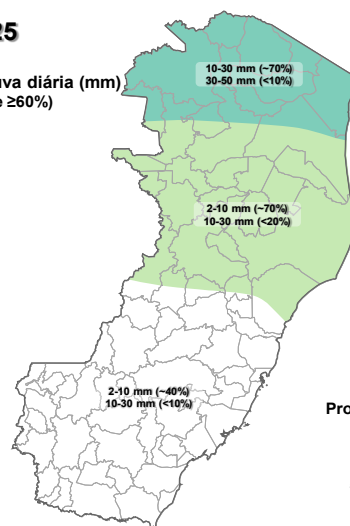 25
uva diária (mm)
e ≥60%)
10-30 mm (~70%)
30-50 mm (<10%)
2-10 mm (~70%)
10-30 mm (<20%)
2-10 mm (~40%)
10-30 mm (<10%)
Pro